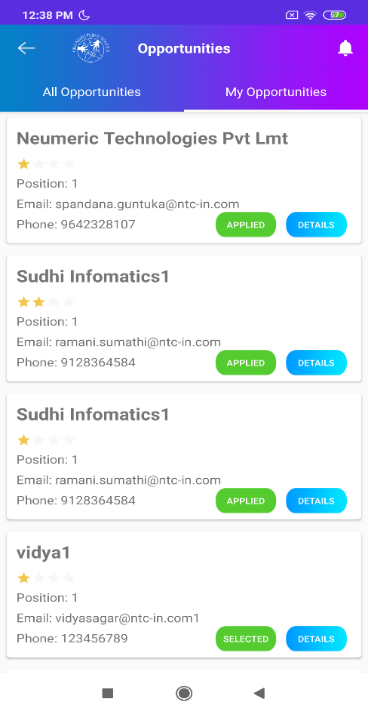 12:38 PM
57
Opportunities
All Opportunities
My Opportunities
Neumeric Technologies Pvt Lmt
Position: 1
Email: spandana.guntuka@ntc-in.com
Phone: 9642328107
APPLIED
DETAILS
Sudhi Infomatics1
Position: 1
Email: ramani.sumathi@ntc-in.com
Phone: 9128364584
APPLIED
DETAILS
Sudhi Infomatics1
Position: 1
Email: ramani.sumathi@ntc-in.com
Phone: 9128364584
APPLIED
DETAILS
vidya1
Position: 1
Email: vidyasagar@ntc-in.com1
Phone: 123456789
SELECTED
DETAILS